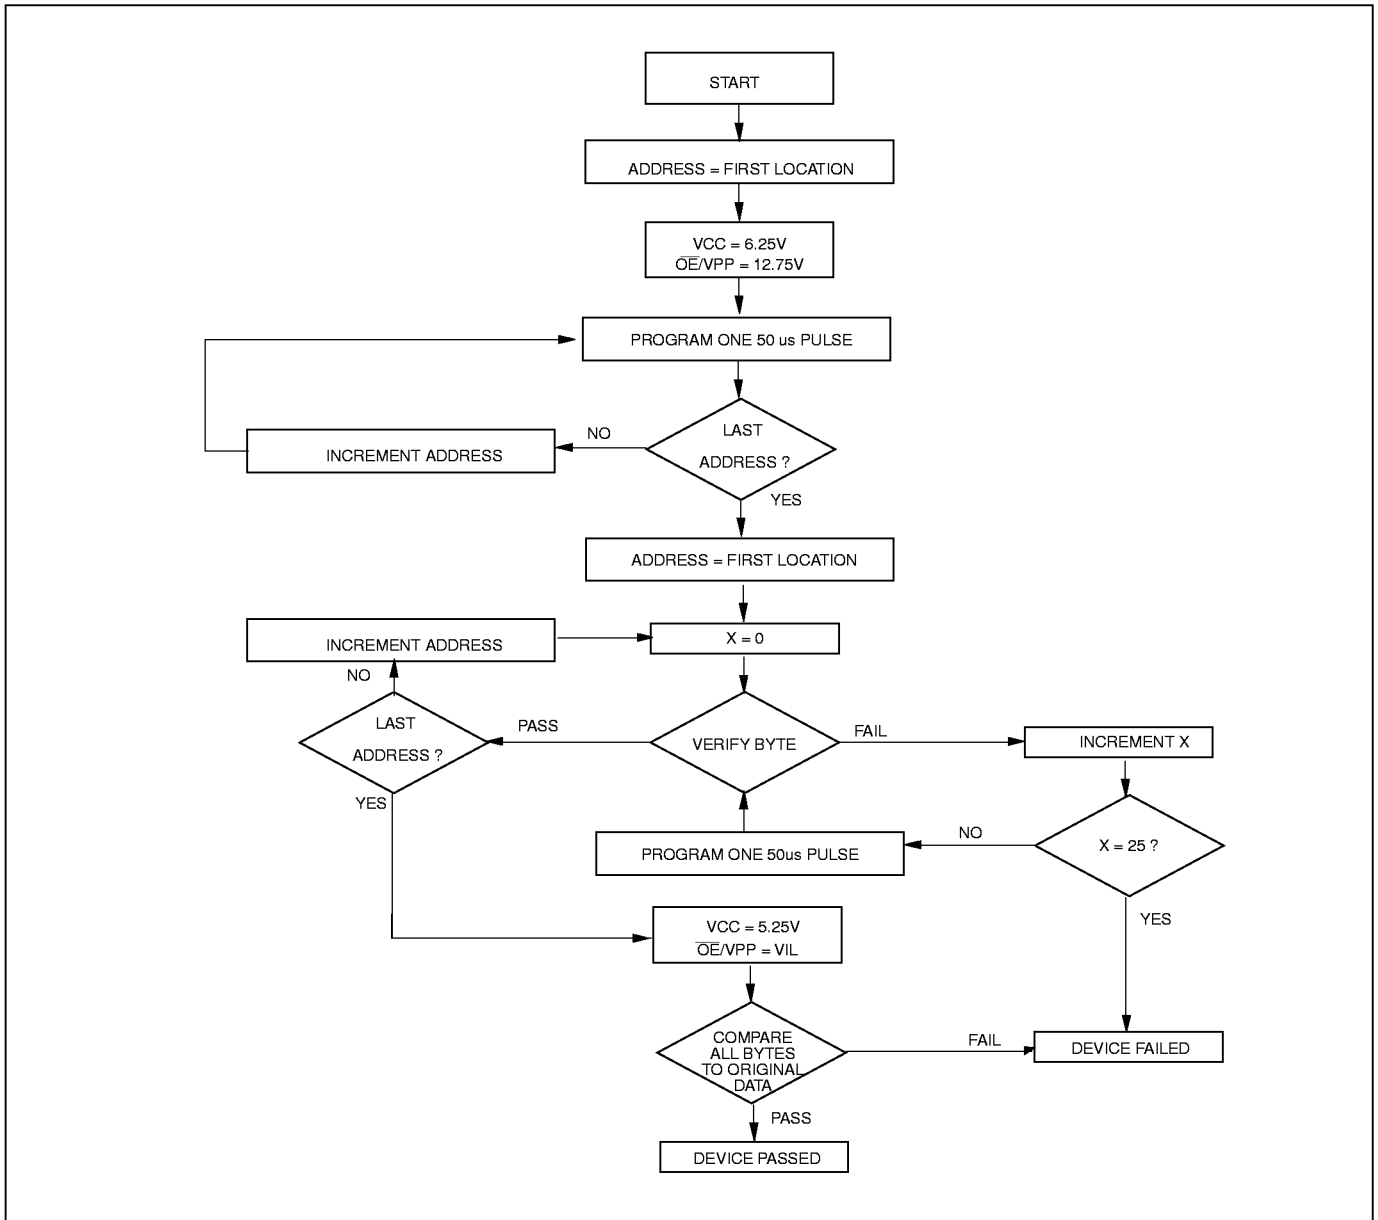 START
ADDRESS = FIRST LOCATION
VCC = 6.25V
O̅E̅/VPP = 12.75V
PROGRAM ONE 50 us PULSE
LAST
ADDRESS ?
NO
INCREMENT ADDRESS
YES
ADDRESS = FIRST LOCATION
INCREMENT ADDRESS
X = 0
NO
LAST
ADDRESS ?
PASS
VERIFY BYTE
FAIL
INCREMENT X
YES
PROGRAM ONE 50us PULSE
NO
X = 25 ?
YES
VCC = 5.25V
O̅E̅/VPP = VIL
COMPARE
ALL BYTES
TO ORIGINAL
DATA
FAIL
DEVICE FAILED
PASS
DEVICE PASSED